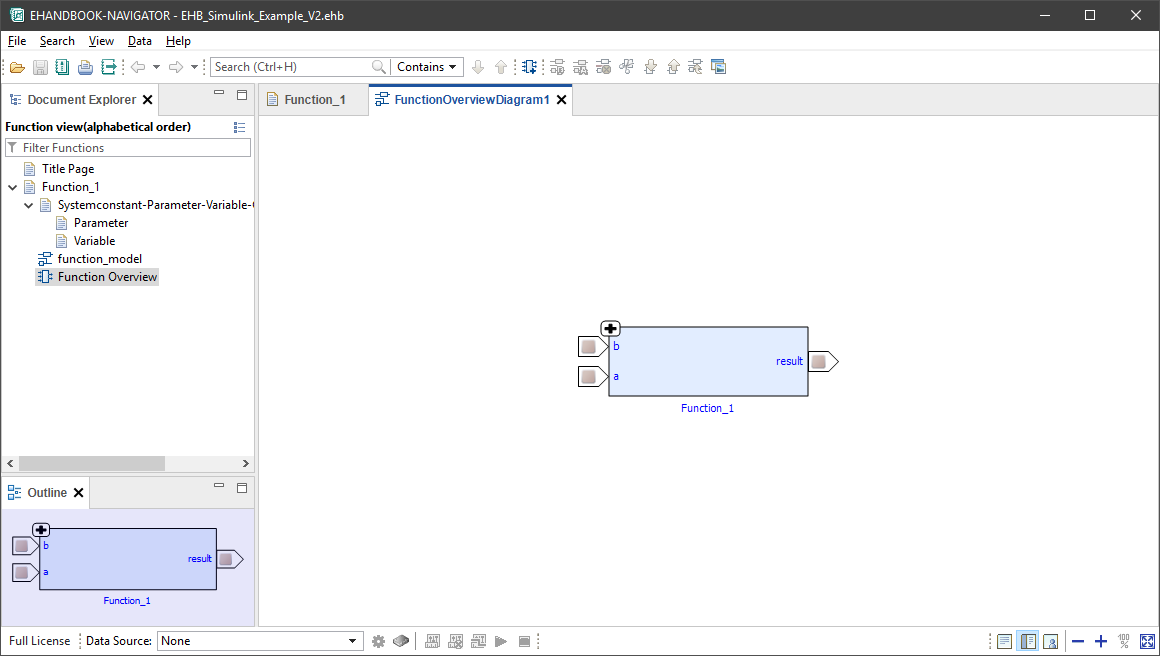 EHANDBOOK-NAVIGATOR - EHB_Simulink_Example_V2.ehb
File Search View Data Help
Search (Ctrl+H) Contains
Document Explorer
Function_1 FunctionOverviewDiagram1
Function view(alphabetical order)
Filter Functions
Title Page
Function_1
Systemconstant-Parameter-Variable-
Parameter
Variable
function_model
Function Overview
b
result
a
Function_1
Outline
b
result
a
Function_1
Full License Data Source: None
100 %